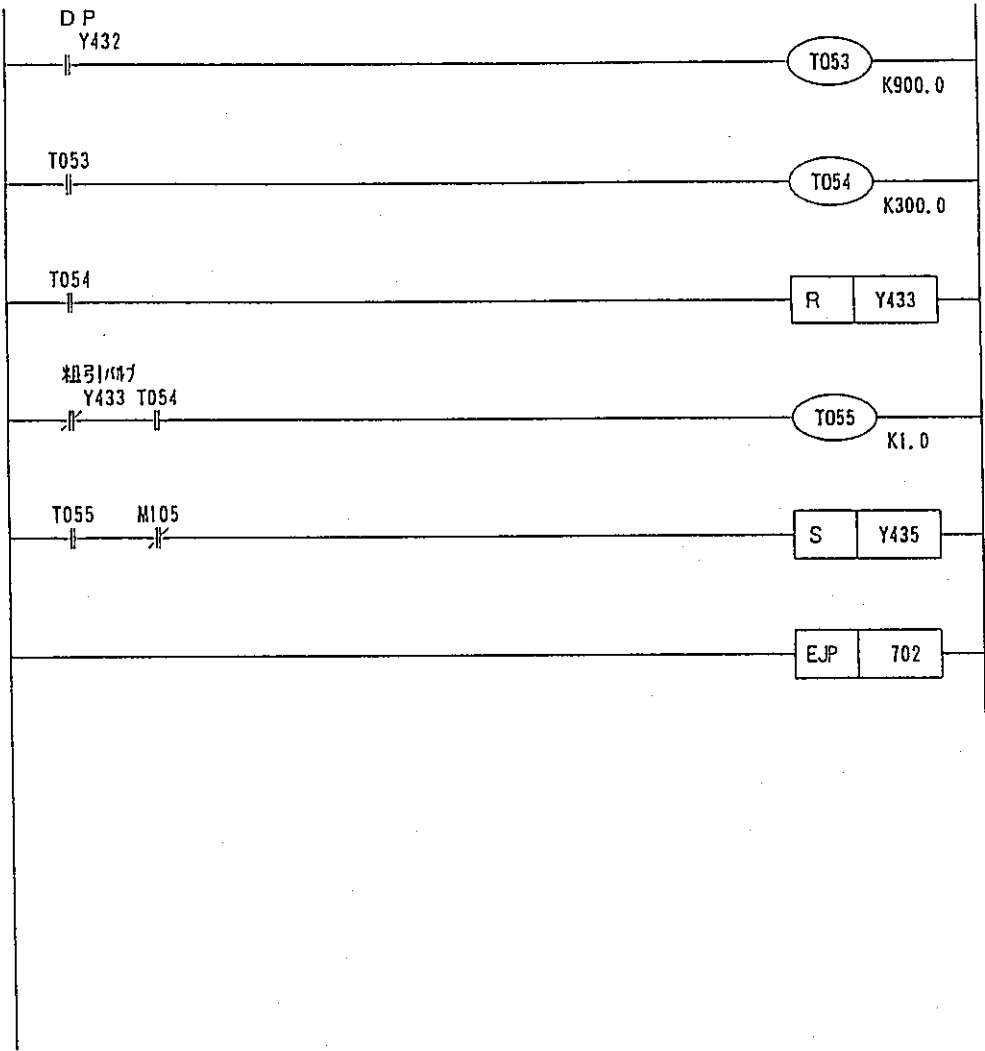 D P
Y432
T053
K900.0
T053
T054
K300.0
T054
R Y433
粗引バルブ
Y433 T054
T055
K1.0
T055 M105
S Y435
EJP 702